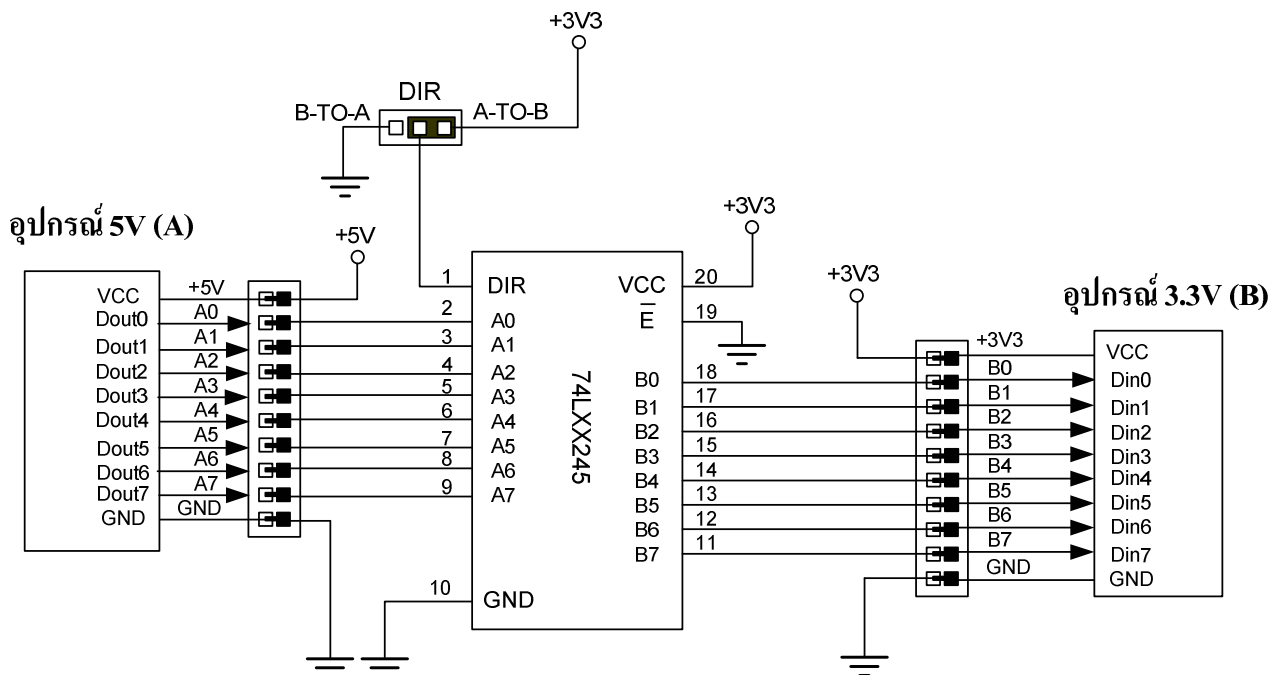 +3V3
DIR
B-TO-A
A-TO-B
อุปกรณ์ 5V (A)
+5V
VCC
+5V
Dout0
A0
Dout1
A1
Dout2
A2
Dout3
A3
Dout4
A4
Dout5
A5
Dout6
A6
Dout7
A7
GND
GND
1
2
3
4
5
6
7
8
9
10
DIR
A0
A1
A2
A3
A4
A5
A6
A7
GND
74LXX245
VCC
E
B0
B1
B2
B3
B4
B5
B6
B7
+3V3
20
19
18
17
16
15
14
13
12
11
+3V3
อุปกรณ์ 3.3V (B)
+3V3
VCC
B0
Din0
B1
Din1
B2
Din2
B3
Din3
B4
Din4
B5
Din5
B6
Din6
B7
Din7
GND
GND